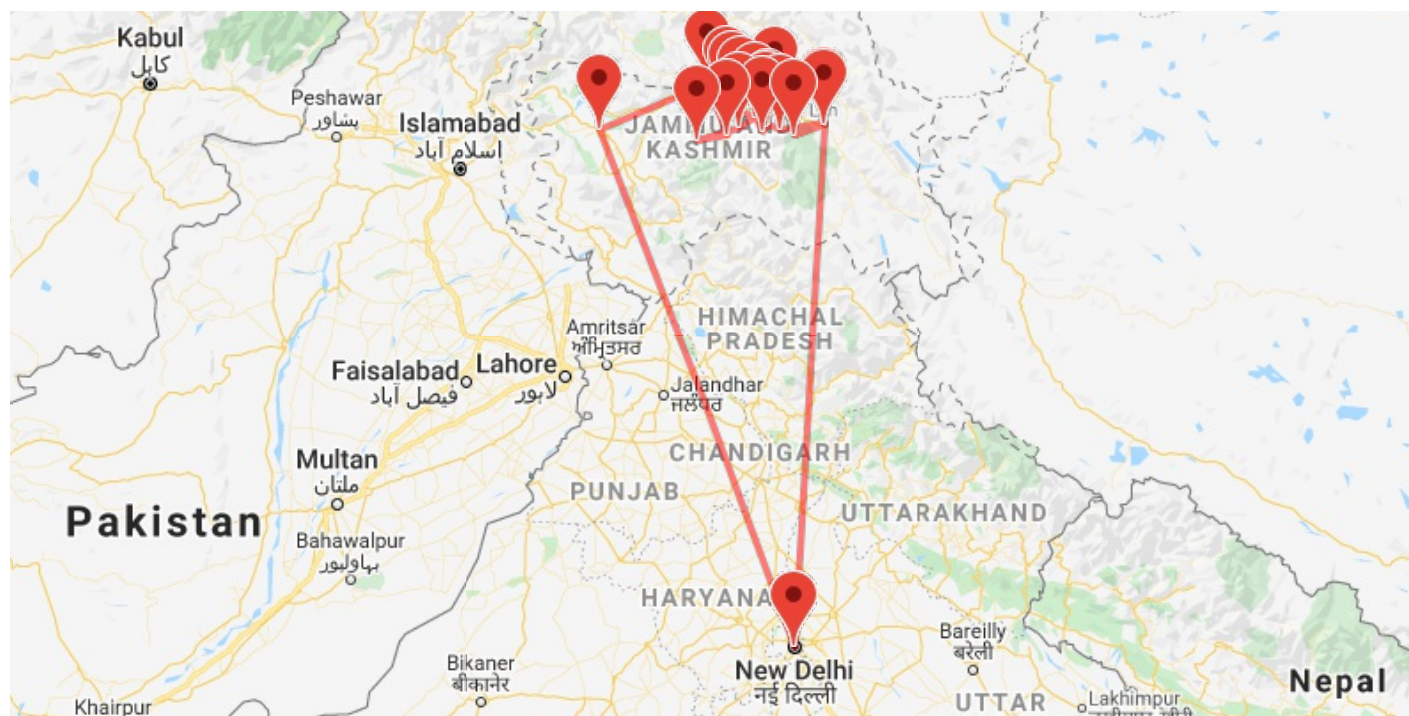 Kabul
کابل
Peshawar
پشاور
Islamabad
اسلام آباد
KASHMIR
HIMACHAL
PRADESH
Amritsar
ਅੰਮ੍ਰਿਤਸਰ
Lahore
لاہور
Faisalabad
فیصل آباد
Jalandhar
ਜਲੰਧਰ
CHANDIGARH
Multan
ملتان
PUNJAB
UTTARAKHAND
Pakistan
Bahawalpur
بہاولپور
HARYANA
Bareilly
बरेली
New Delhi
नई दिल्ली
Bikaner
बीकानेर
Nepal
UTTAR
Lakhimpur
Khairpur